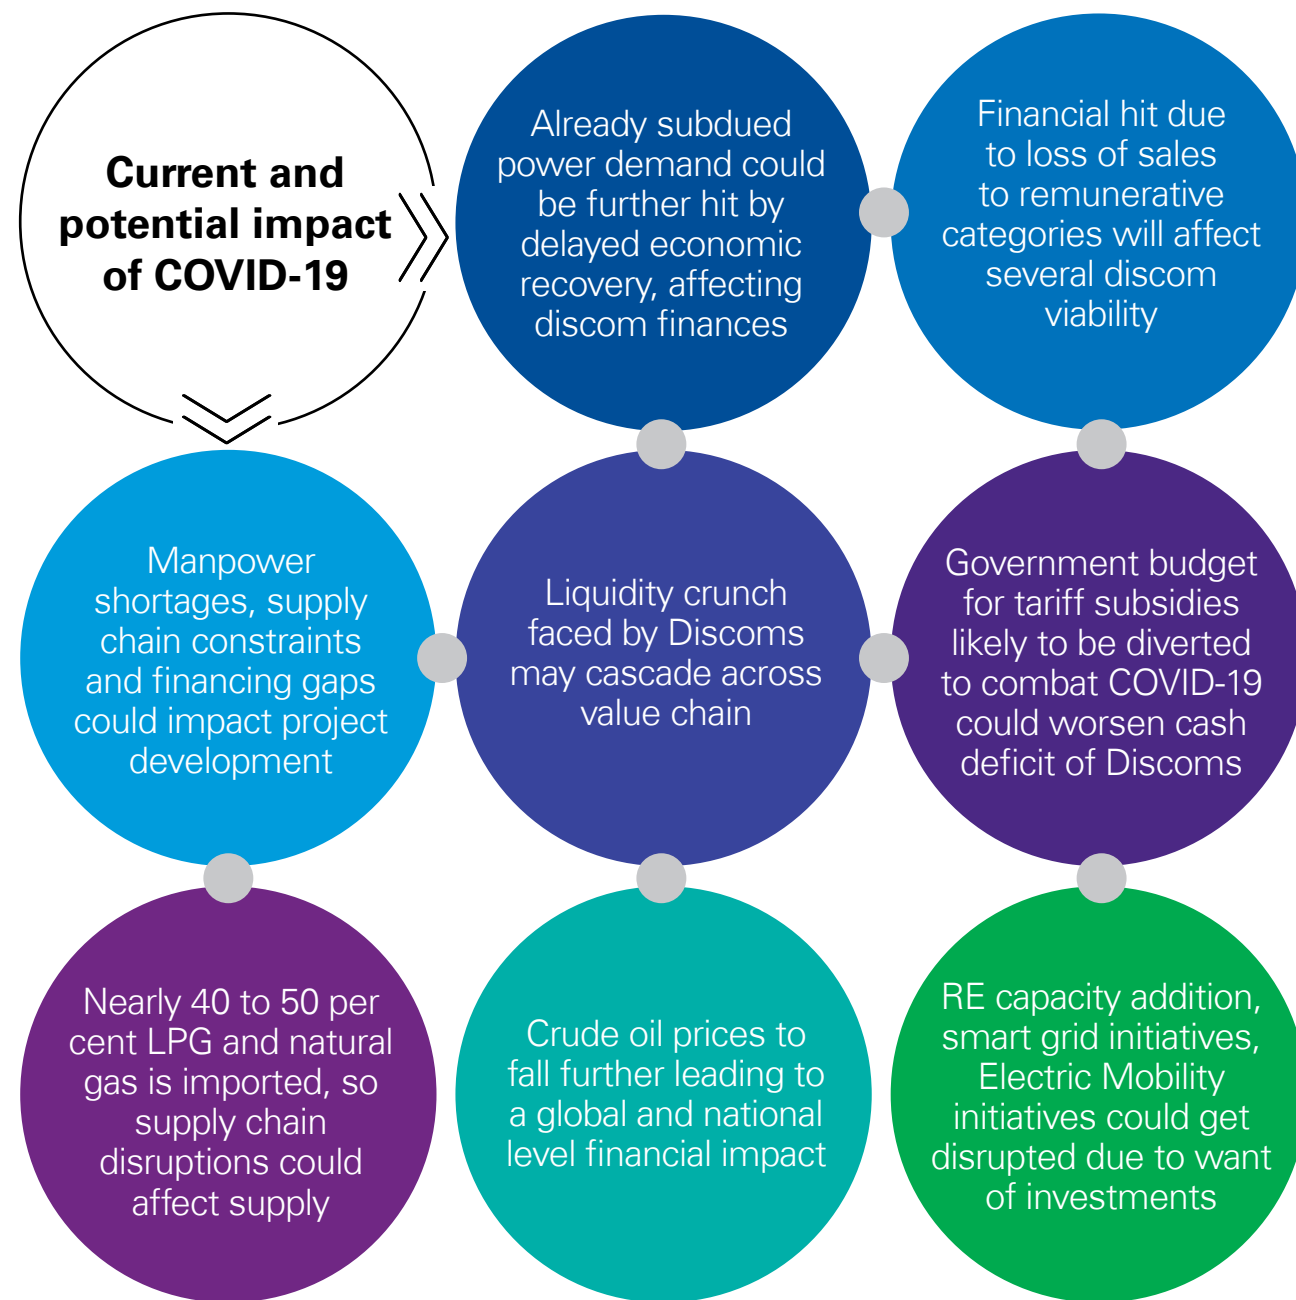 Current and
potential impact
of COVID-19
Already subdued
power demand could
be further hit by
delayed economic
recovery, affecting
discom finances
Financial hit due
to loss of sales
to remunerative
categories will affect
several discom
viability
Manpower
shortages, supply
chain constraints
and financing gaps
could impact project
development
Liquidity crunch
faced by Discoms
may cascade across
value chain
Government budget
for tariff subsidies
likely to be diverted
to combat COVID-19
could worsen cash
deficit of Discoms
Nearly 40 to 50 per
cent LPG and natural
gas is imported, so
supply chain
disruptions could
affect supply
Crude oil prices to
fall further leading to
a global and national
level financial impact
RE capacity addition,
smart grid initiatives,
Electric Mobility
initiatives could get
disrupted due to want
of investments